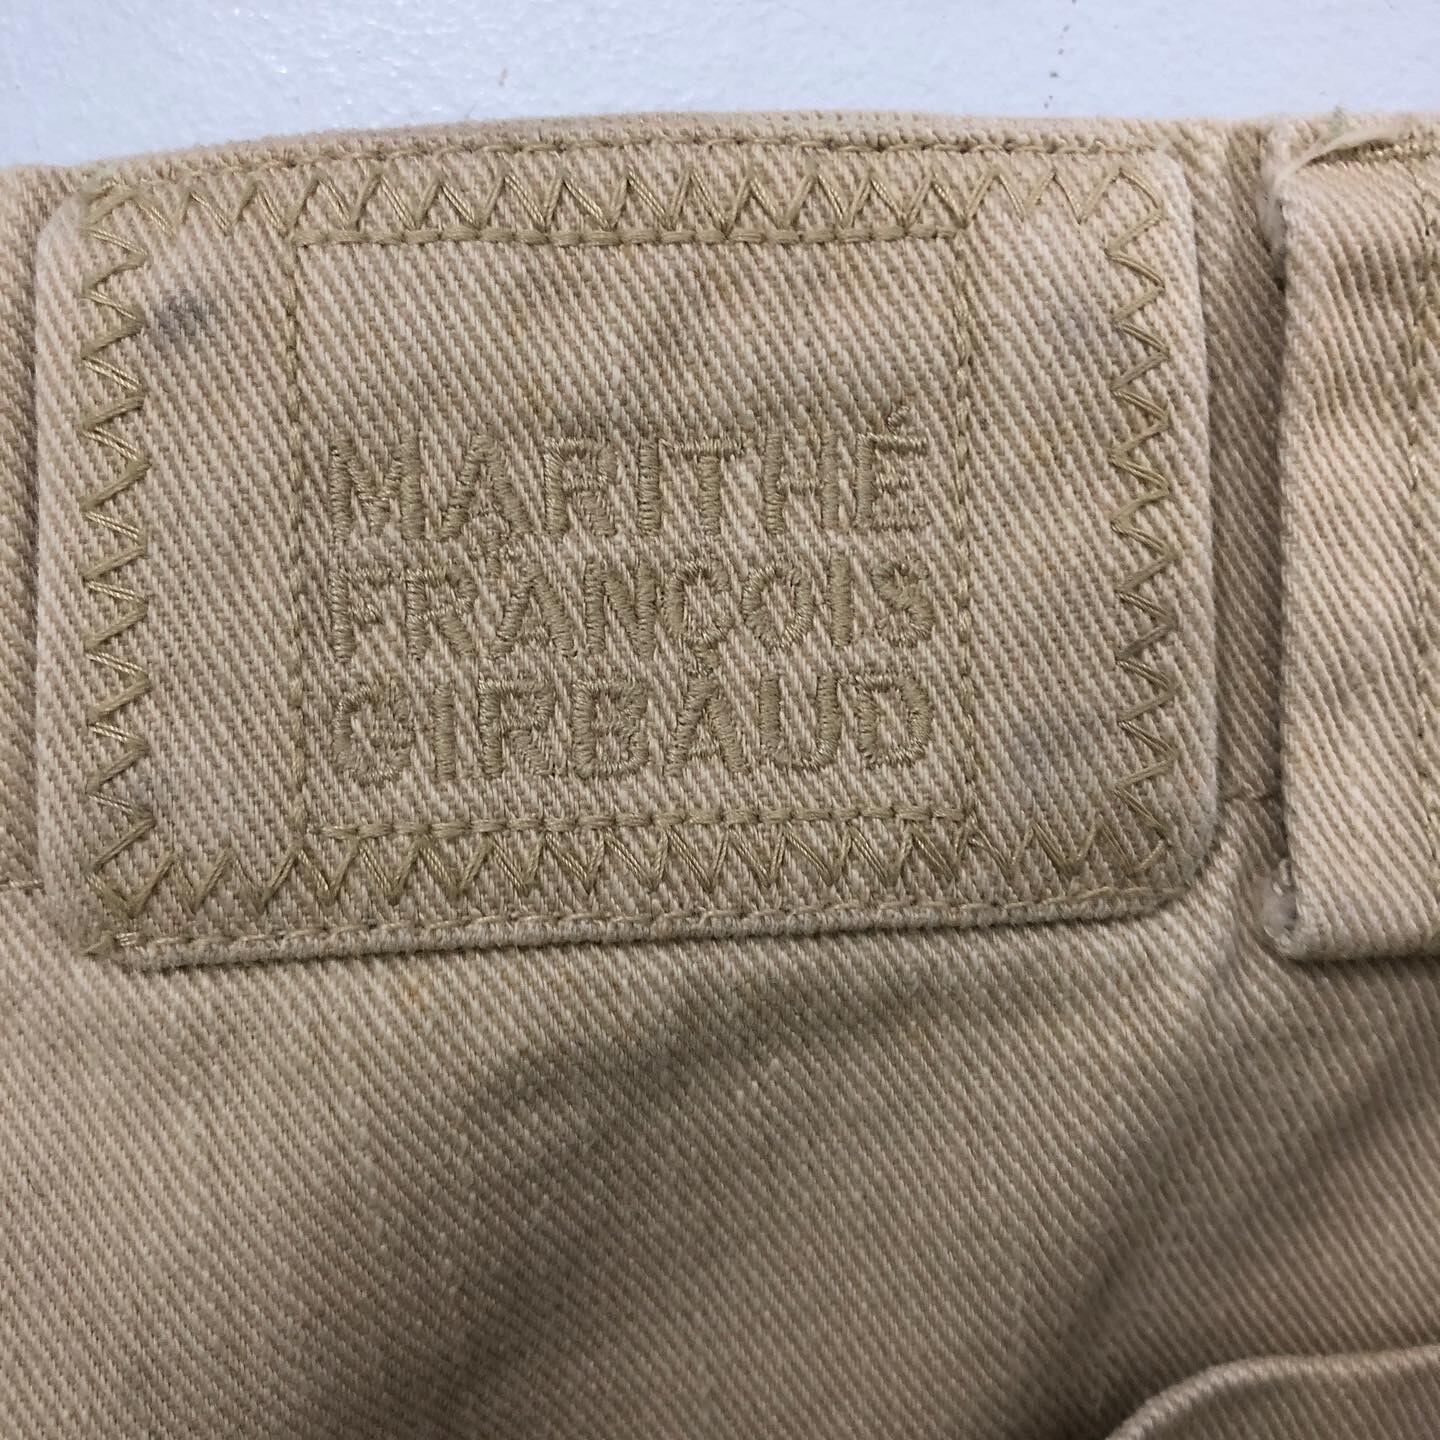 MARITHÉ
+
FRANÇOIS
GIRBAUD